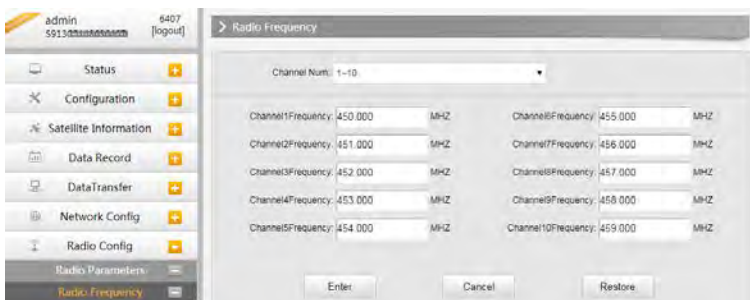 admin
6407
[logout]
Status
Configuration
Satellite Information
Data Record
DataTransfer
Network Config
Radio Config
Radio Parameters
Radio Frequency
Radio Frequency
Channel Num: 1-10
Channel1Frequency: 450.000 MHZ
Channel6Frequency: 455.000 MHZ
Channel2Frequency: 451.000 MHZ
Channel7Frequency: 456.000 MHZ
Channel3Frequency: 452.000 MHZ
Channel8Frequency: 457.000 MHZ
Channel4Frequency: 453.000 MHZ
Channel9Frequency: 458.000 MHZ
Channel5Frequency: 454.000 MHZ
Channel10Frequency: 459.000 MHZ
Enter
Cancel
Restore